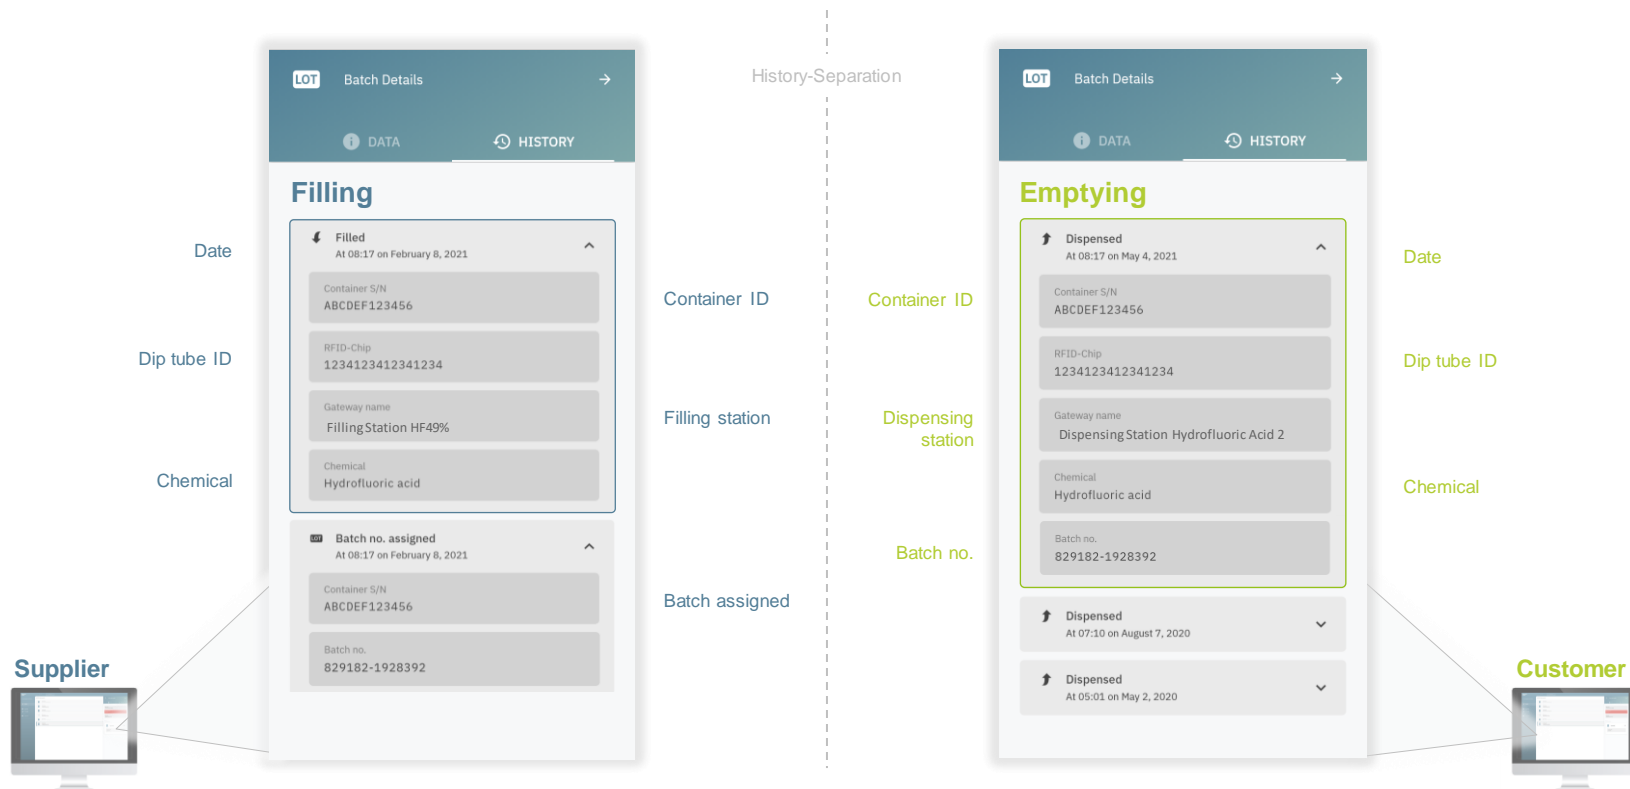 History-Separation
LOT Batch Details
DATA HISTORY
Filling
Filled
At 08:17 on February 8, 2021
Container S/N
ABCDEF123456
RFID-Chip
1234123412341234
Gateway name
Filling Station HF49%
Chemical
Hydrofluoric acid
LOT Batch no. assigned
At 08:17 on February 8, 2021
Container S/N
ABCDEF123456
Batch no.
829182-1928392
Date
Dip tube ID
Chemical
Container ID
Filling station
Batch assigned
Supplier
LOT Batch Details
DATA HISTORY
Emptying
Dispensed
At 08:17 on May 4, 2021
Container S/N
ABCDEF123456
RFID-Chip
1234123412341234
Gateway name
Dispensing Station Hydrofluoric Acid 2
Chemical
Hydrofluoric acid
Batch no.
829182-1928392
Dispensed
At 07:10 on August 7, 2020
Dispensed
At 05:01 on May 2, 2020
Container ID
Dispensing
station
Batch no.
Date
Dip tube ID
Chemical
Customer